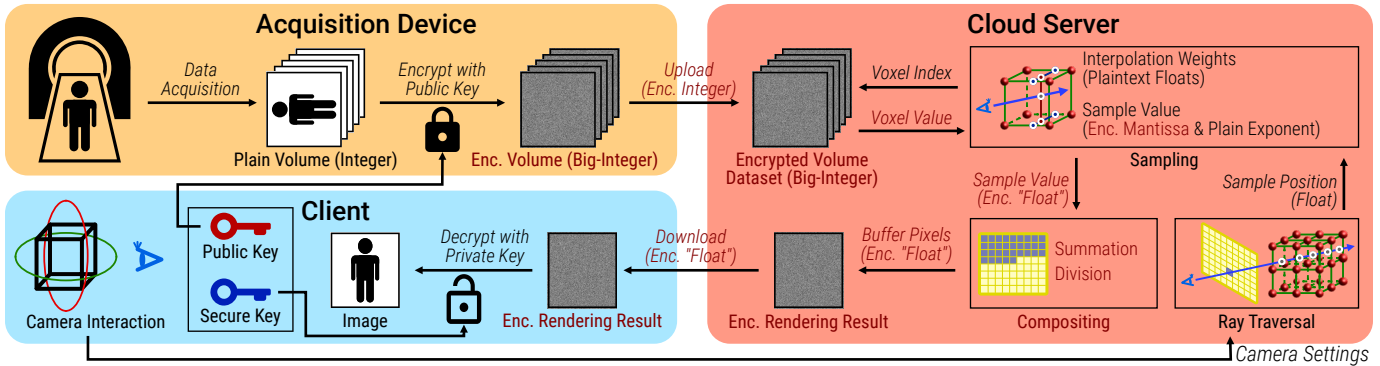 Acquisition Device
Data
Acquisition
Plain Volume (Integer)
Encrypt with
Public Key
Enc. Volume (Big-Integer)
Upload
(Enc. Integer)
Cloud Server
Encrypted Volume
Dataset (Big-Integer)
Voxel Index
Voxel Value
Interpolation Weights
(Plaintext Floats)
Sample Value
(Enc. Mantissa & Plain Exponent)
Sampling
Sample Value
(Enc. "Float")
Sample Position
(Float)
Client
Camera Interaction
Public Key
Secure Key
Image
Decrypt with
Private Key
Enc. Rendering Result
Download
(Enc. "Float")
Enc. Rendering Result
Buffer Pixels
(Enc. "Float")
Summation
Division
Compositing
Ray Traversal
Camera Settings